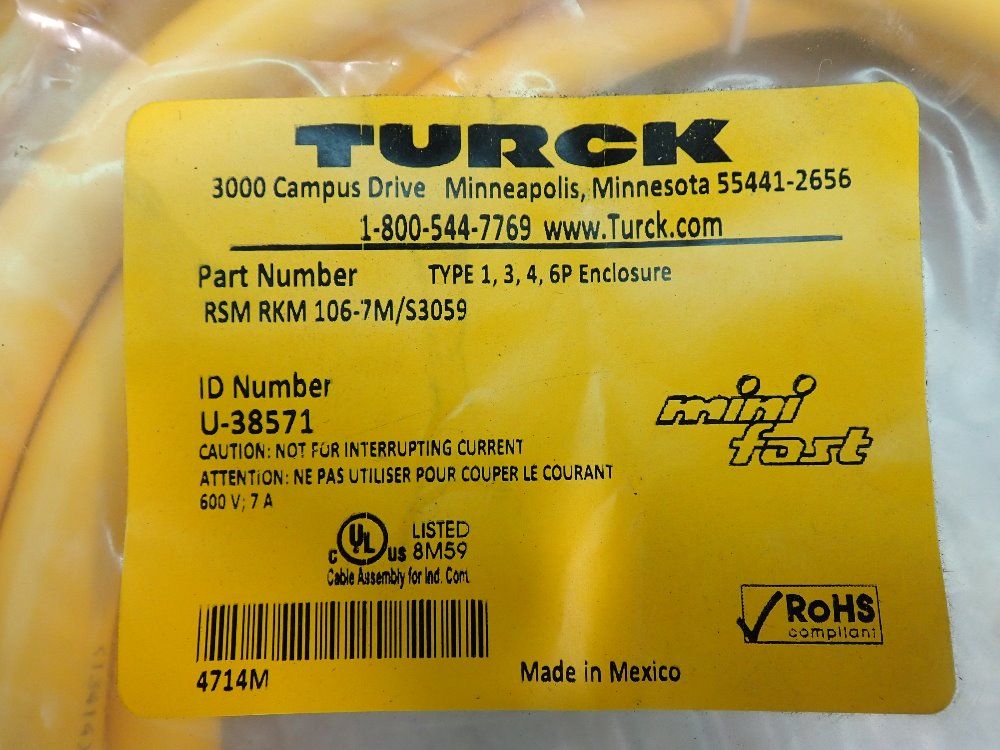 TURCK
3000 Campus Drive Minneapolis, Minnesota 55441-2656
1-800-544-7769 www.Turck.com
Part Number TYPE 1, 3, 4, 6P Enclosure
RSM RKM 106-7M/S3059
ID Number
U-38571
mini
fast
CAUTION: NOT FOR INTERRUPTING CURRENT
ATTENTION: NE PAS UTILISER POUR COUPER LE COURANT
600 V; 7 A
c UL us LISTED
8M59
Cable Assembly for Ind. Com.
RoHS
compliant
4714M
Made in Mexico